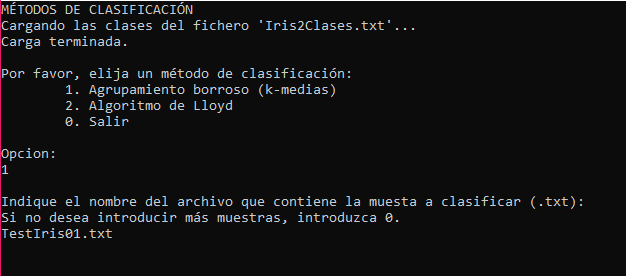 MÉTODOS DE CLASIFICACIÓN
Cargando las clases del fichero 'Iris2Clases.txt'...
Carga terminada.
Por favor, elija un método de clasificación:
1. Agrupamiento borroso (k-medias)
2. Algoritmo de Lloyd
0. Salir
Opcion:
1
Indique el nombre del archivo que contiene la muesta a clasificar (.txt):
Si no desea introducir más muestras, introduzca 0.
TestIris01.txt